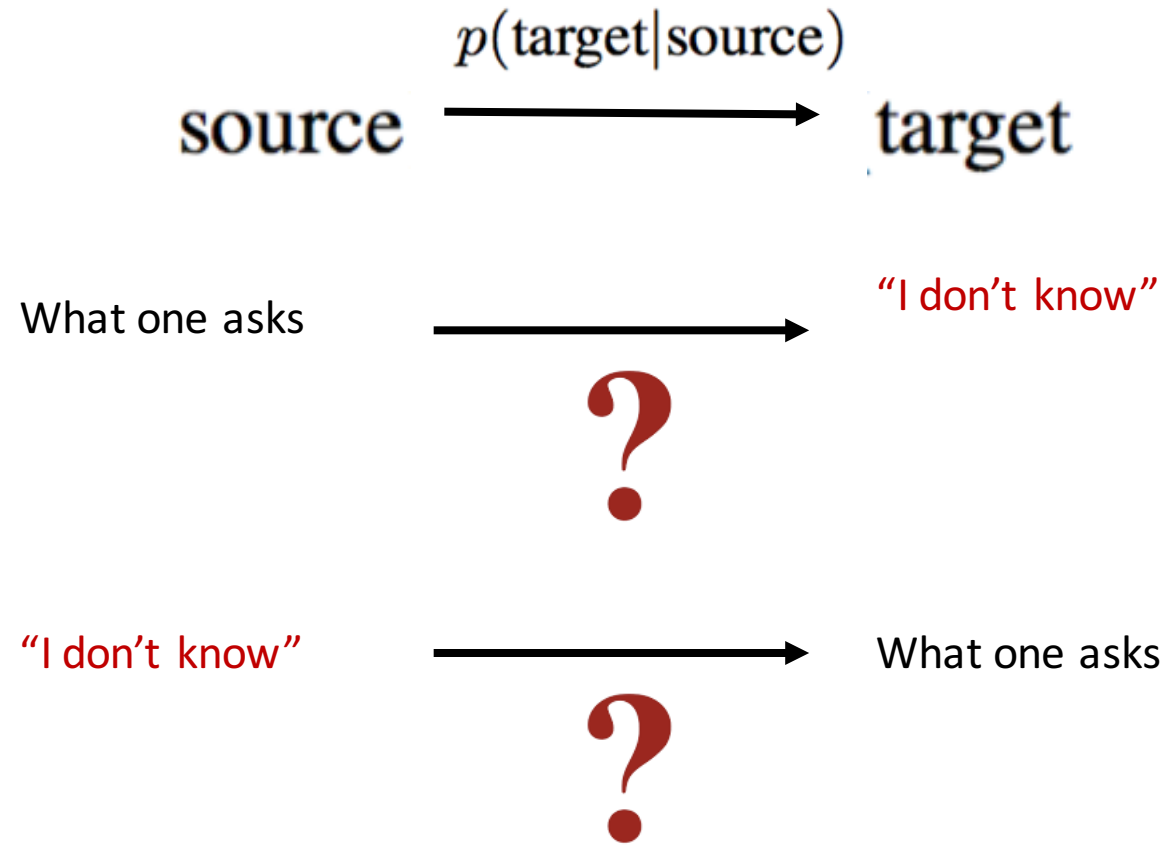 p(target|source)
source target
What one asks “I don’t know”
?
“I don’t know” What one asks
?